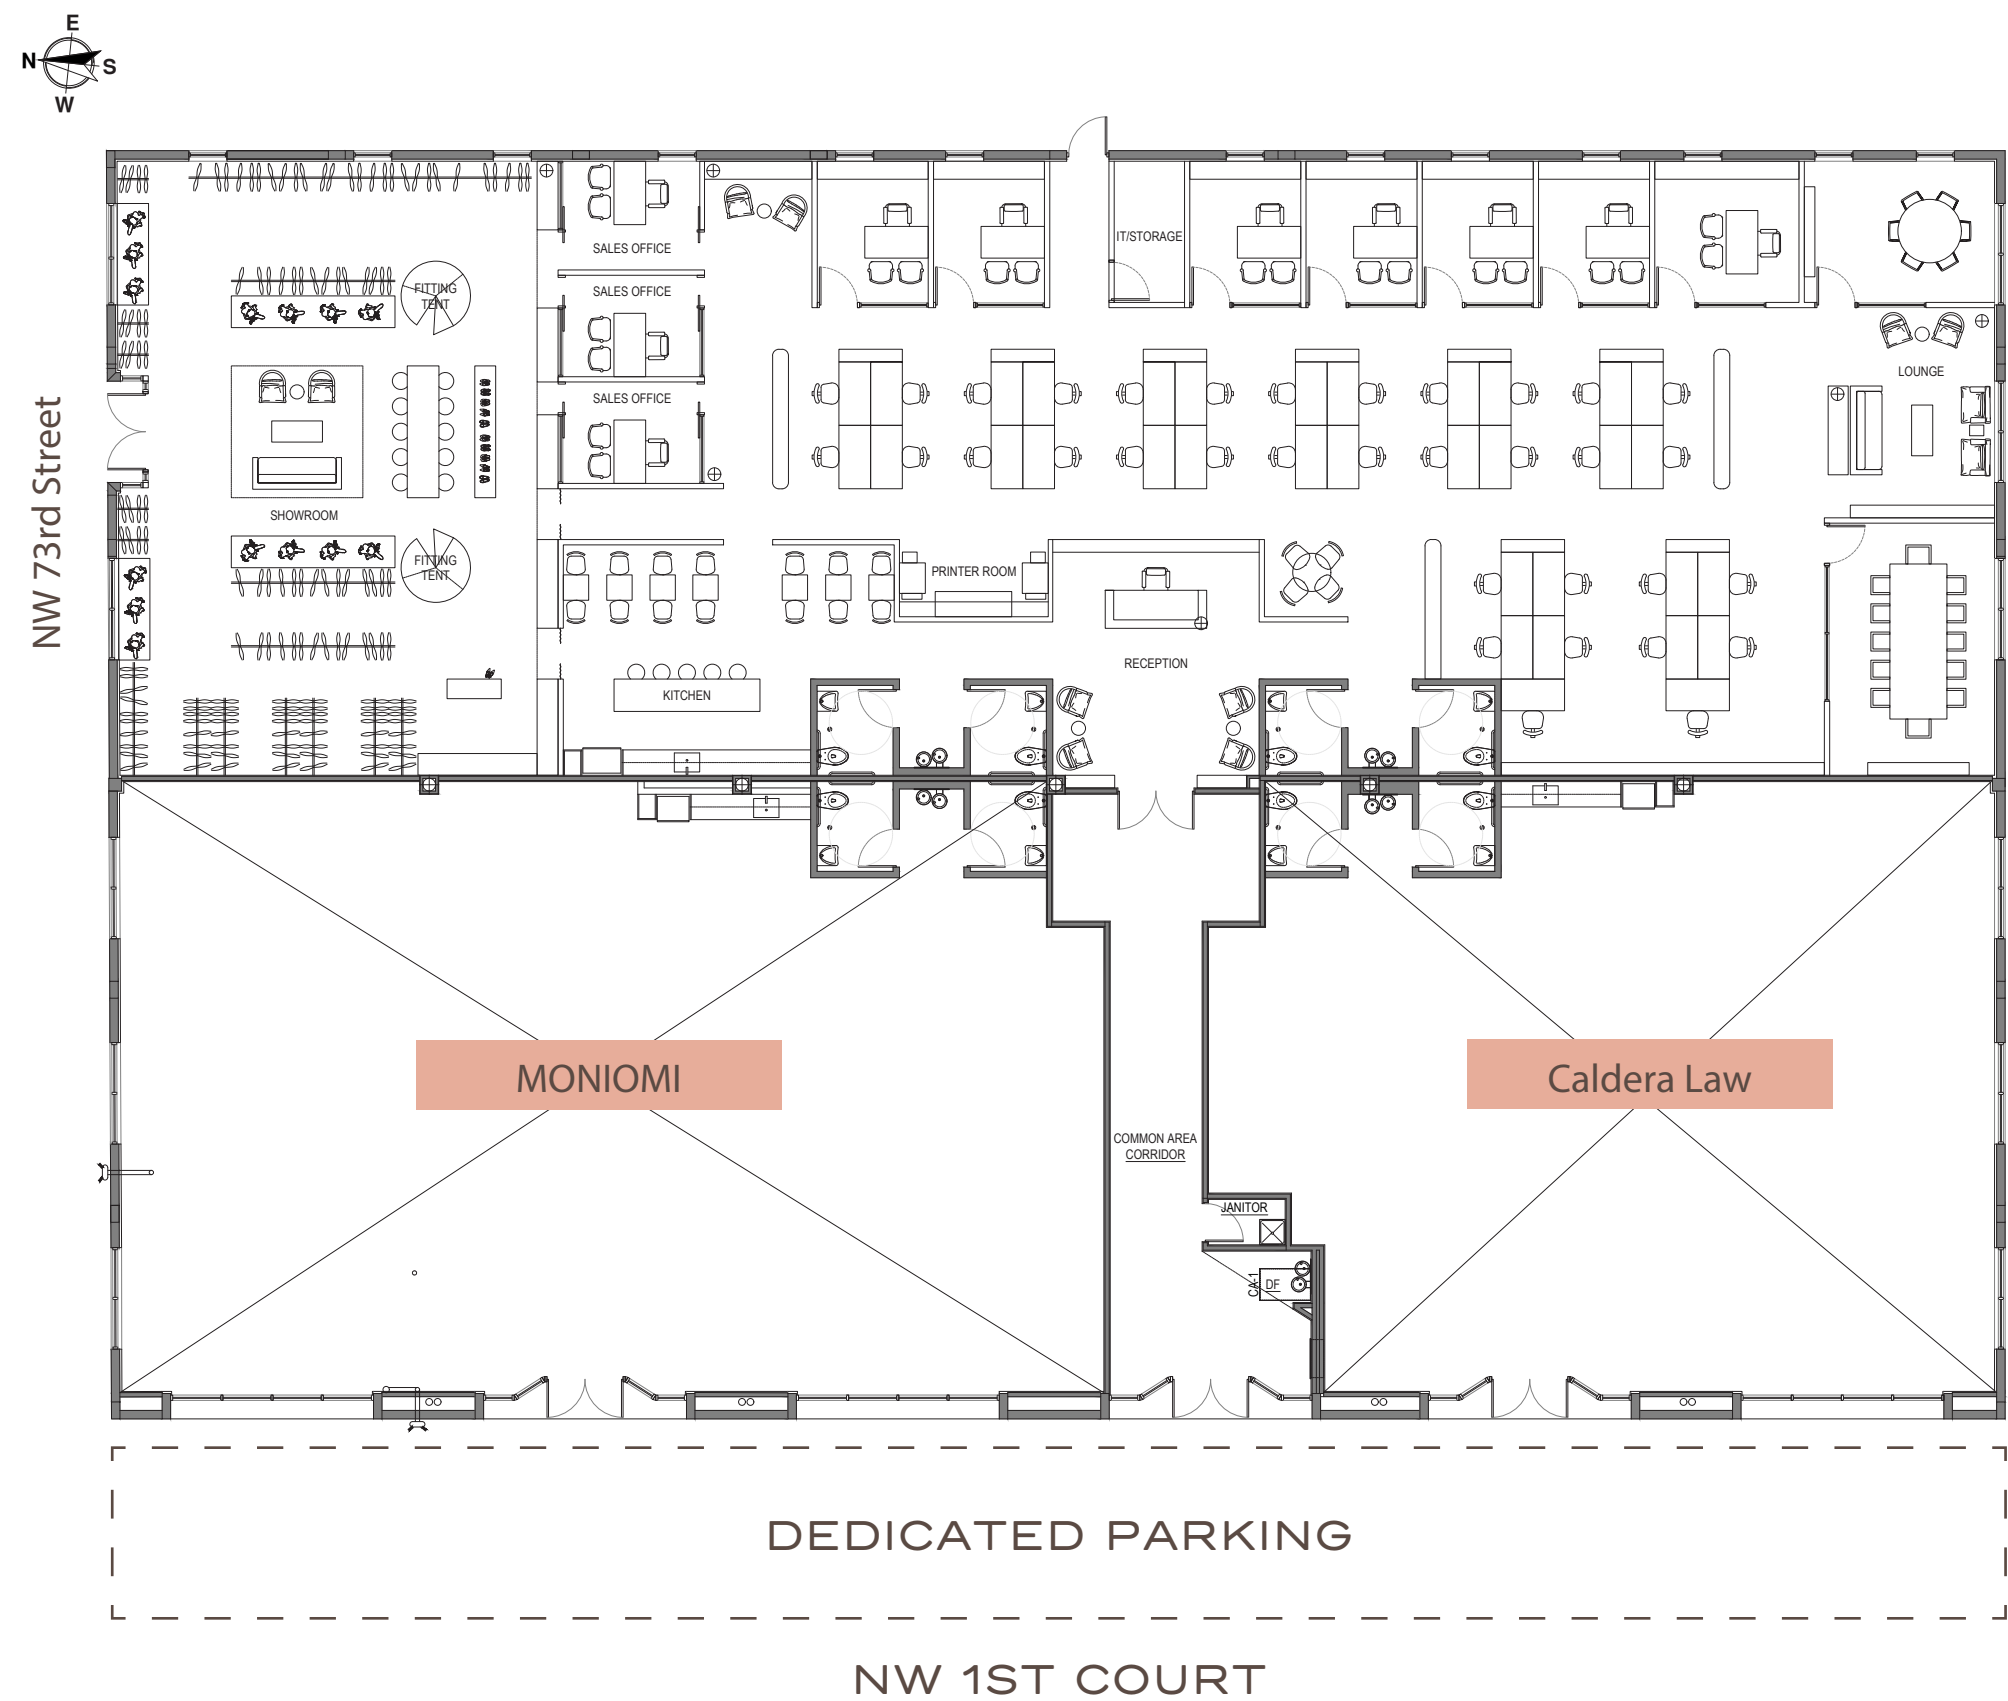 E
N
S
W
SALES OFFICE
IT/STORAGE
SALES OFFICE
FITTING
TENT
LOUNGE
SALES OFFICE
NW 73rd Street
SHOWROOM
FITTING
TENT
PRINTER ROOM
RECEPTION
KITCHEN
MONIOMI
Caldera Law
COMMON AREA
CORRIDOR
JANITOR
CA-1
DF
DEDICATED PARKING
NW 1ST COURT